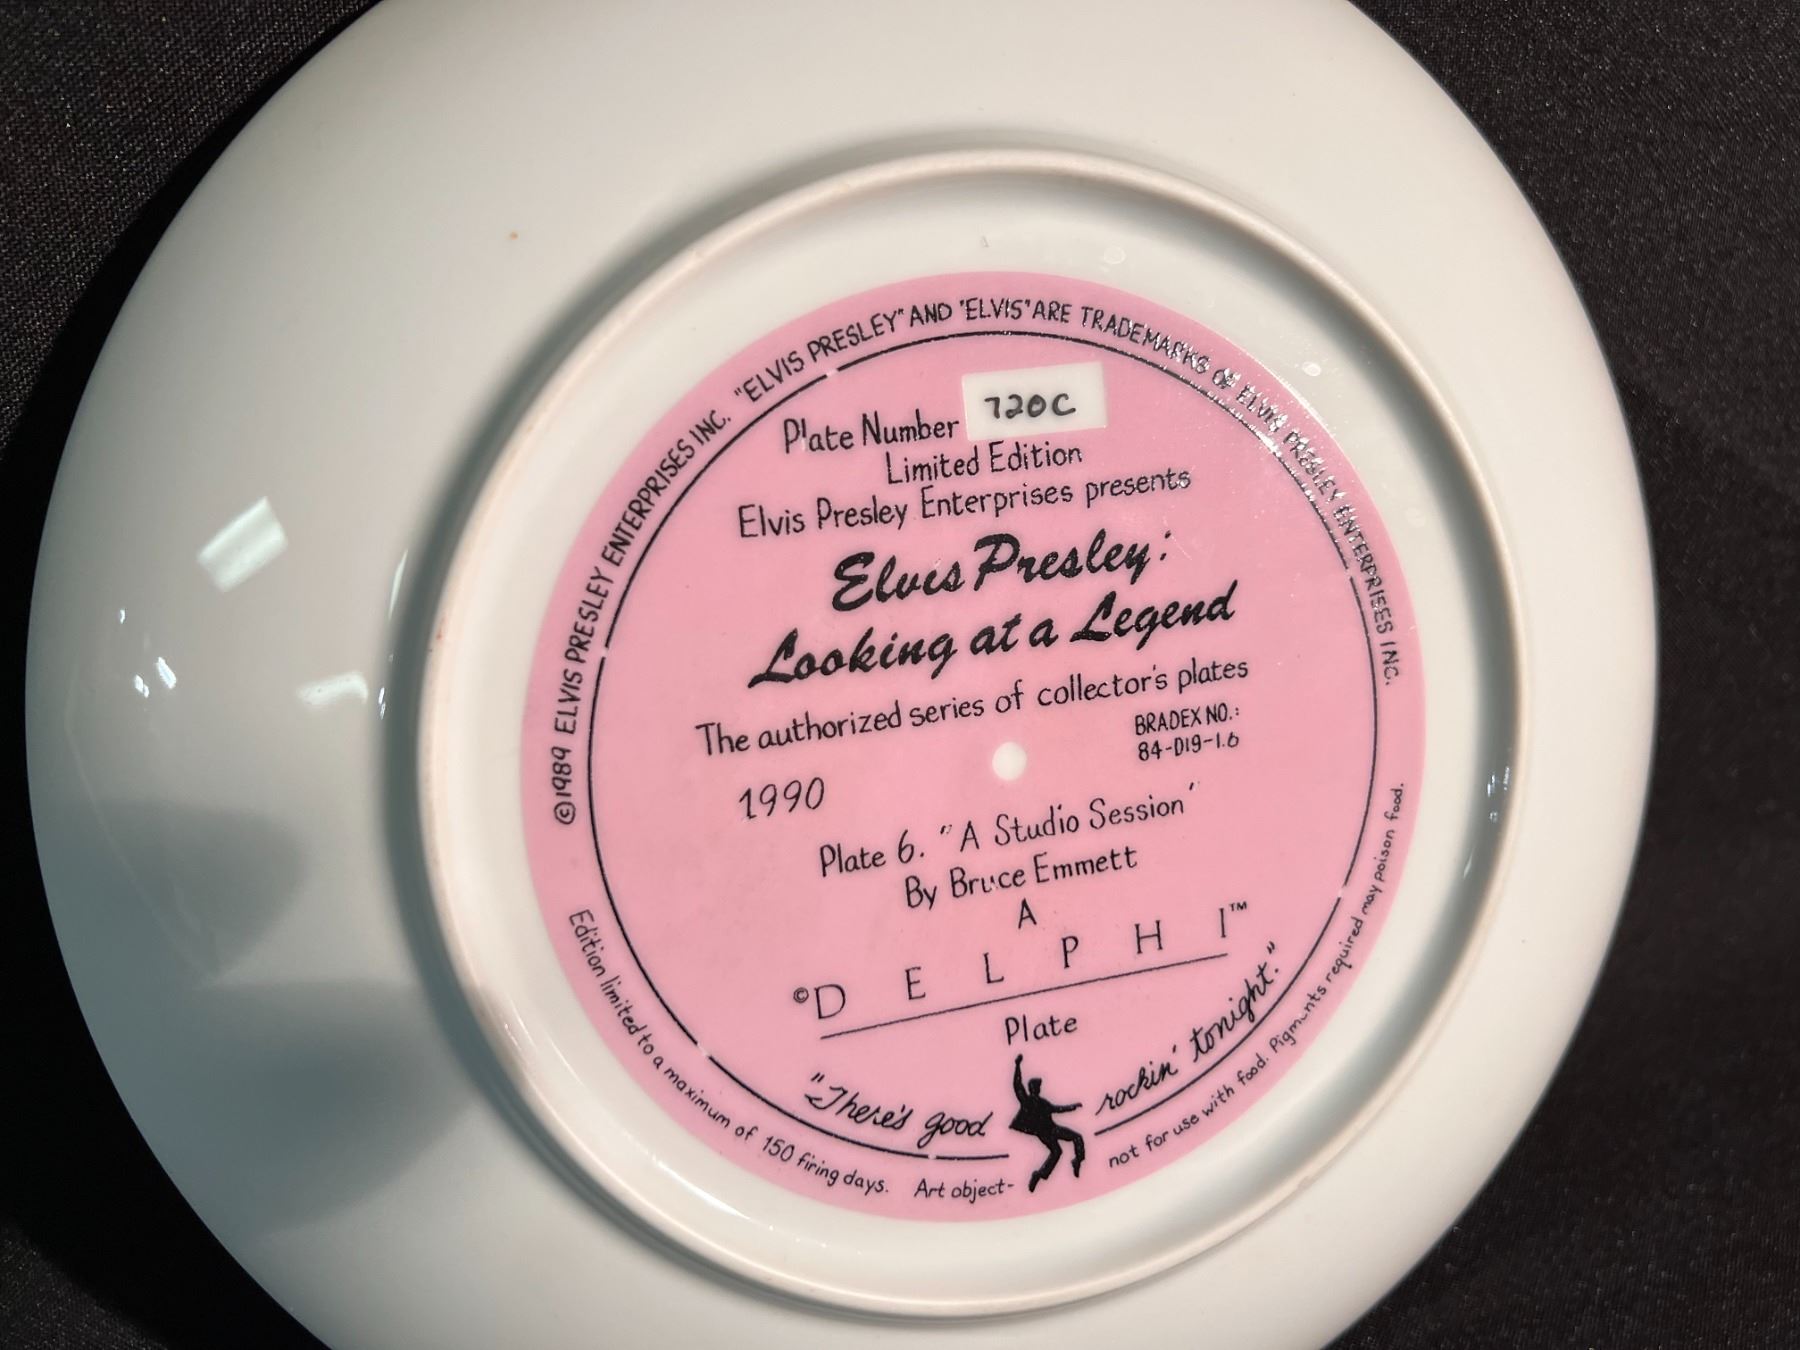 ©1989 ELVIS PRESLEY ENTERPRISES INC. "ELVIS PRESLEY" AND "ELVIS" ARE TRADEMARKS OF ELVIS PRESLEY ENTERPRISES INC.
Plate Number 720C
Limited Edition
Elvis Presley Enterprises presents
Elvis Presley:
Looking at a Legend
The authorized series of collector's plates
BRADEX NO.:
84-D19-1.6
1990
Plate 6. "A Studio Session"
By Bruce Emmett
A
©DELPHI™
Plate
"There's good rockin' tonight."
Edition limited to a maximum of 150 firing days. Art object- not for use with food. Pigments required may poison food.